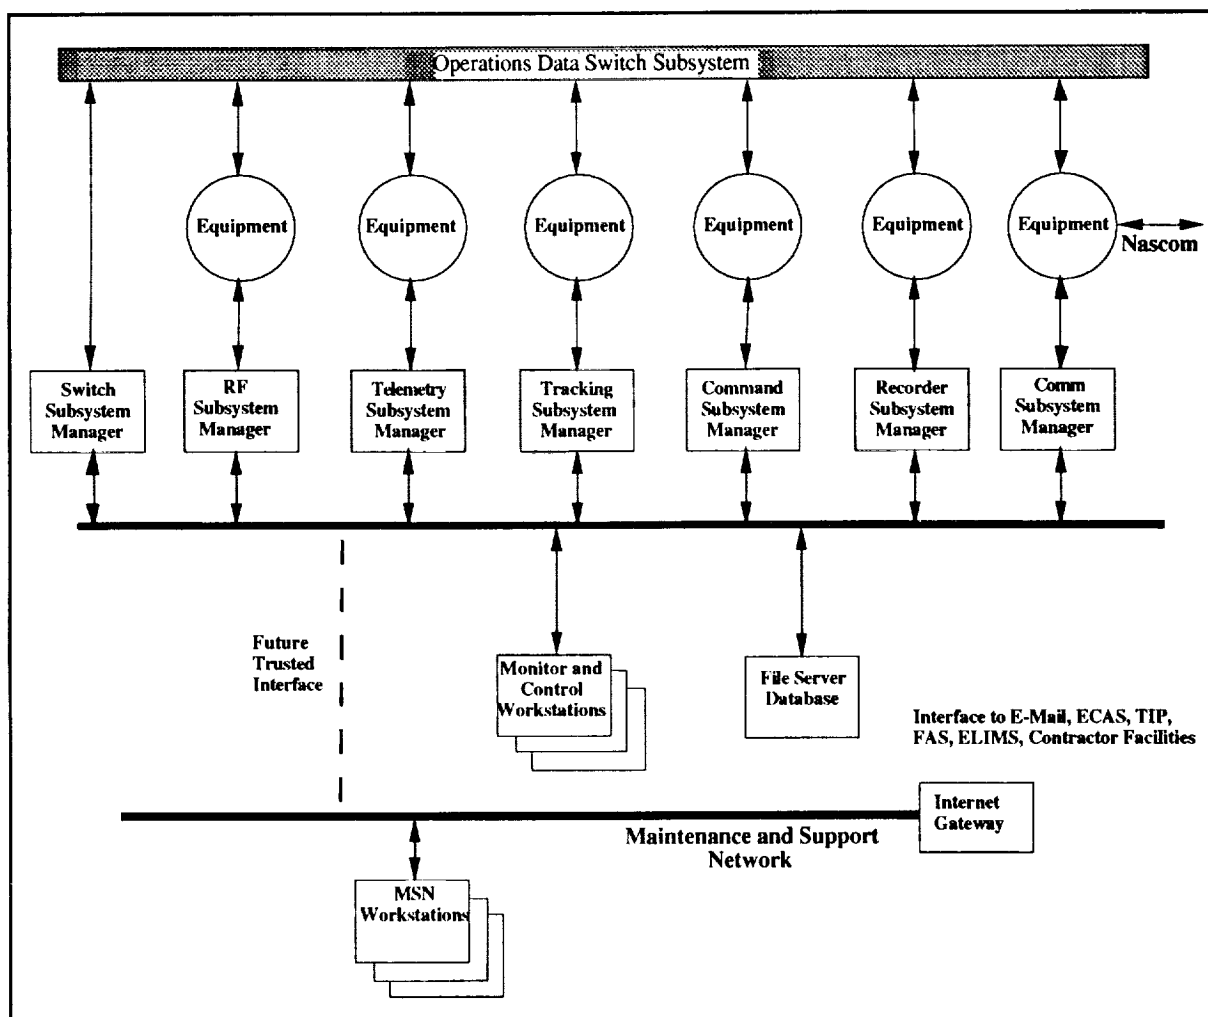 Operations Data Switch Subsystem
Equipment
Equipment
Equipment
Equipment
Equipment
Equipment
Nascom
Switch
Subsystem
Manager
RF
Subsystem
Manager
Telemetry
Subsystem
Manager
Tracking
Subsystem
Manager
Command
Subsystem
Manager
Recorder
Subsystem
Manager
Comm
Subsystem
Manager
Future
Trusted
Interface
Monitor and
Control
Workstations
File Server
Database
Interface to E-Mail, ECAS, TIP,
FAS, ELIMS, Contractor Facilities
Internet
Gateway
Maintenance and Support
Network
MSN
Workstations